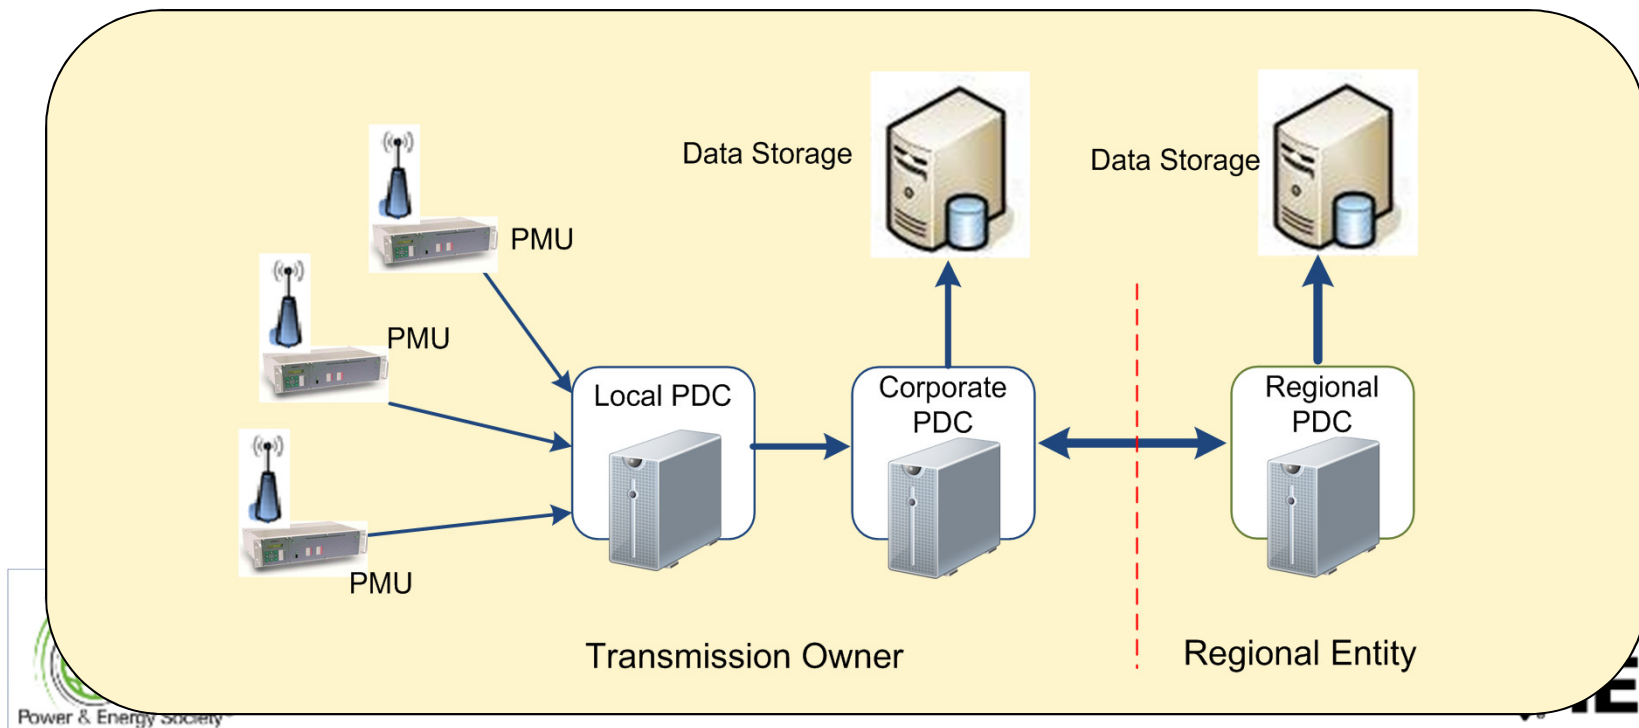 Data Storage
Data Storage
PMU
PMU
PMU
Local PDC
Corporate
PDC
Regional
PDC
Transmission Owner
Regional Entity
Power & Energy Society